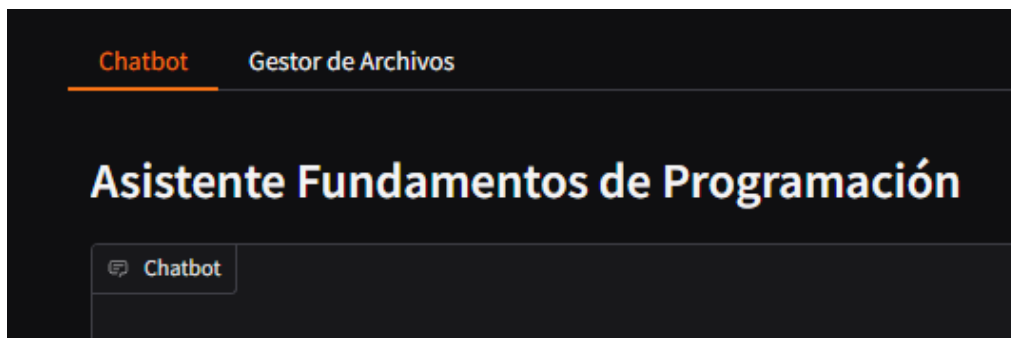 Chatbot Gestor de Archivos
Asistente Fundamentos de Programación
Chatbot